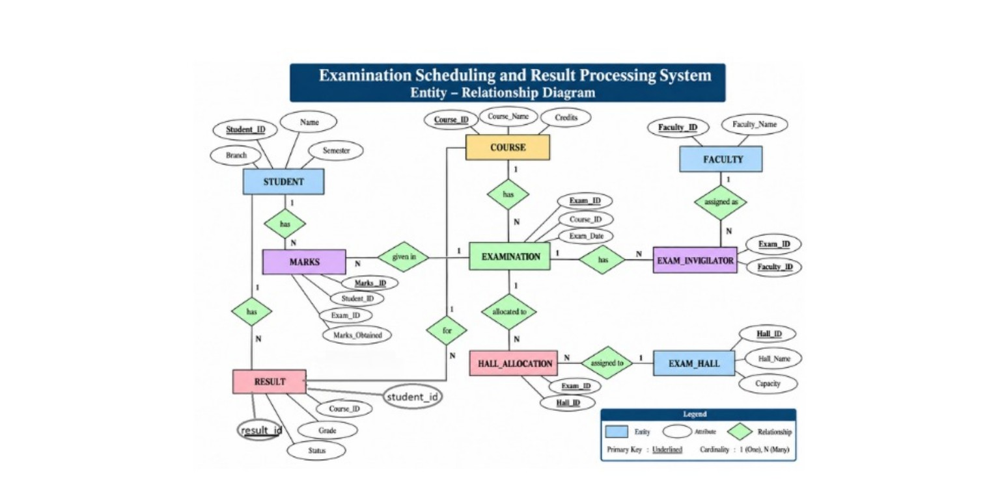 Examination Scheduling and Result Processing System
Entity – Relationship Diagram
Student_ID
Name
Branch
Semester
STUDENT
1
has
N
MARKS
N
given in
1
Marks_ID
Student_ID
Exam_ID
Marks_Obtained
1
has
N
RESULT
student_id
Course_ID
result_id
Grade
Status
Course_ID
Course_Name
Credits
COURSE
1
has
N
1
for
N
Exam_ID
Course_ID
Exam_Date
EXAMINATION
1
has
N
EXAM_INVIGILATOR
Exam_ID
Faculty_ID
Faculty_ID
Faculty_Name
FACULTY
1
assigned as
N
1
allocated to
N
HALL_ALLOCATION
N
assigned to
1
EXAM_HALL
Exam_ID
Hall_ID
Hall_ID
Hall_Name
Capacity
Legend
Entity
Attribute
Relationship
Primary Key : Underlined
Cardinality : 1 (One), N (Many)